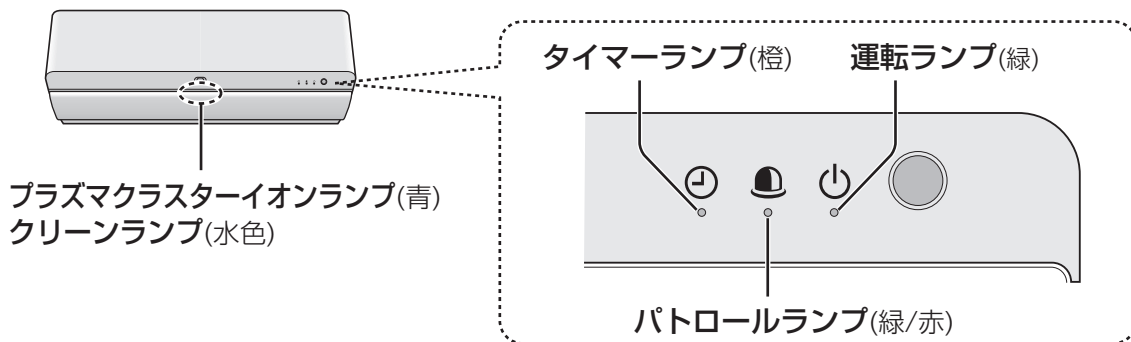 タイマーランプ(橙)
運転ランプ(緑)
プラズマクラスターイオンランプ(青)
クリーンランプ(水色)
パトロールランプ(緑/赤)